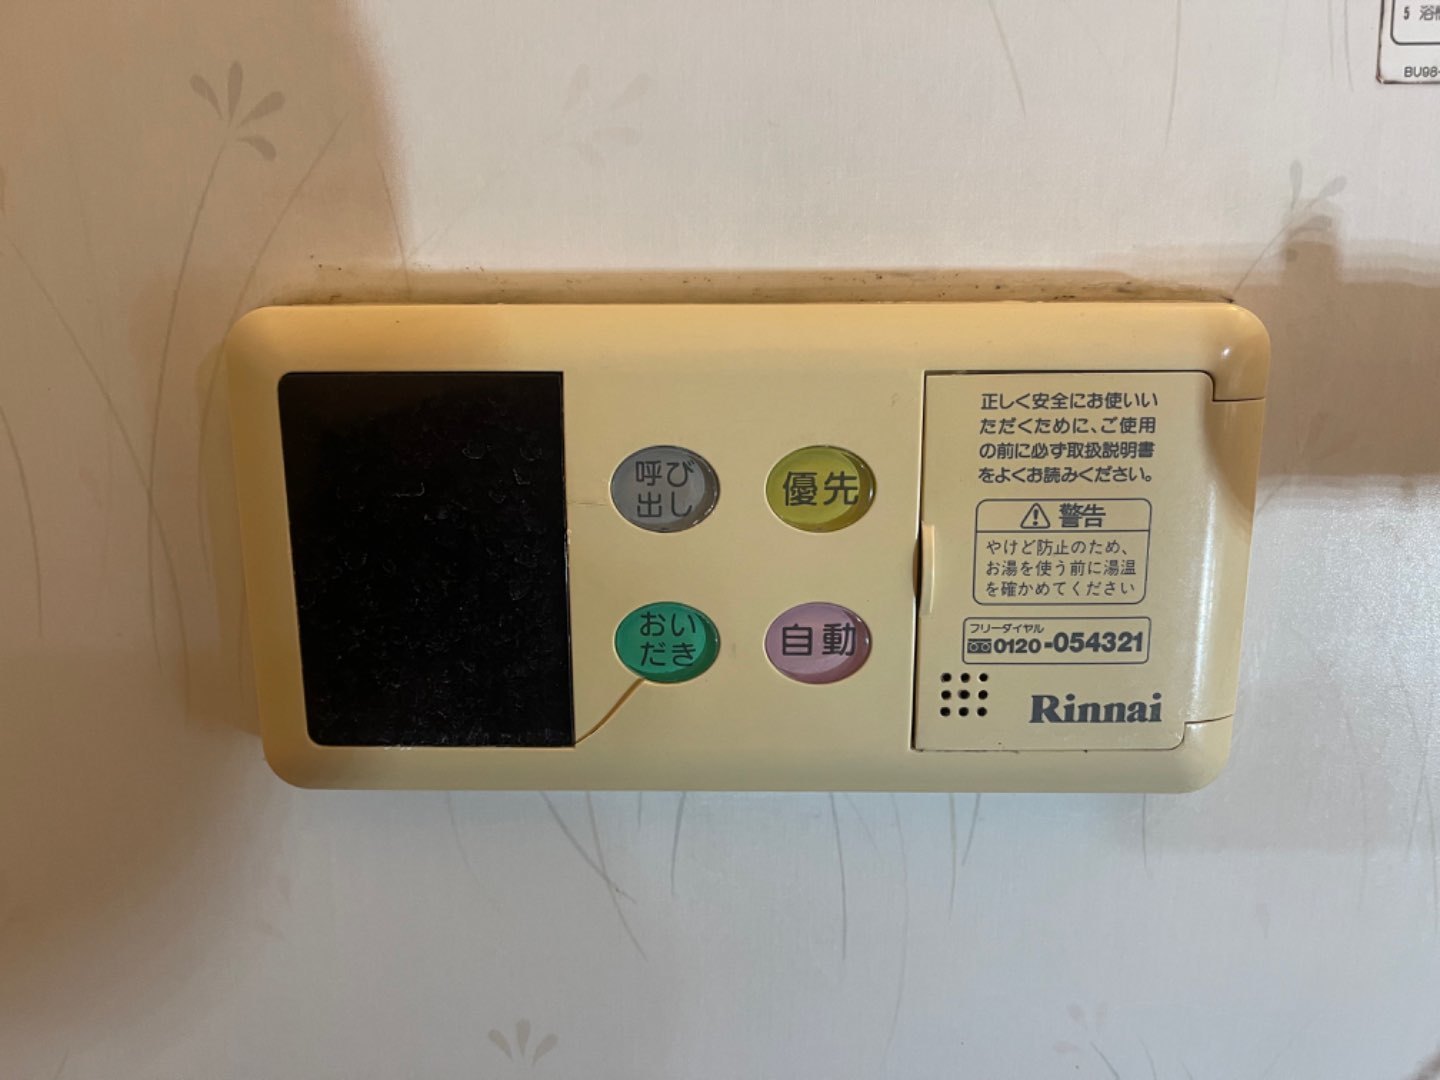 5 浴
BU98-
呼び
出し
優先
おい
だき
自動
正しく安全にお使いい
ただくために、ご使用
の前に必ず取扱説明書
をよくお読みください。
⚠ 警告
やけど防止のため、
お湯を使う前に湯温
を確かめてください
フリーダイヤル
0120-054321
Rinnai